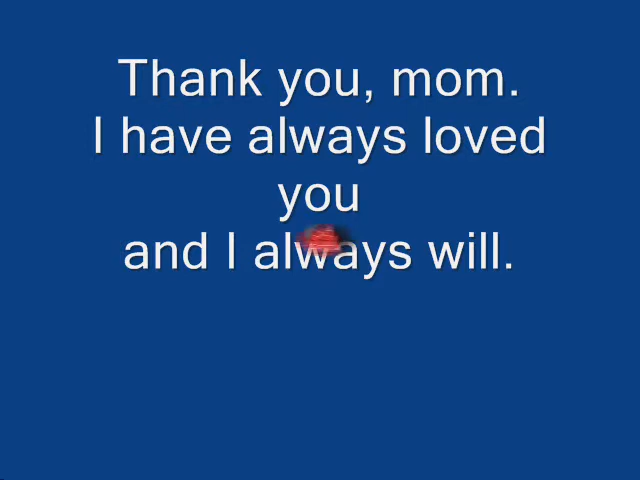 Thank you, mom.
I have always loved
you
and I always will.